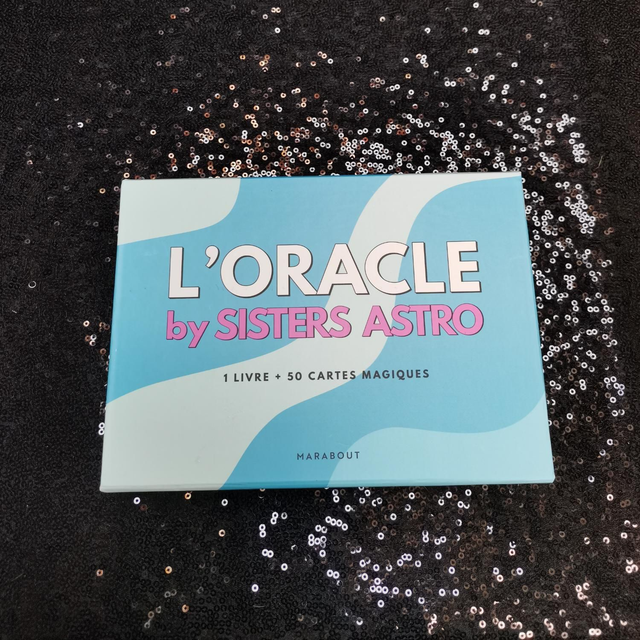 L'ORACLE
by SISTERS ASTRO
1 LIVRE + 50 CARTES MAGIQUES
MARABOUT